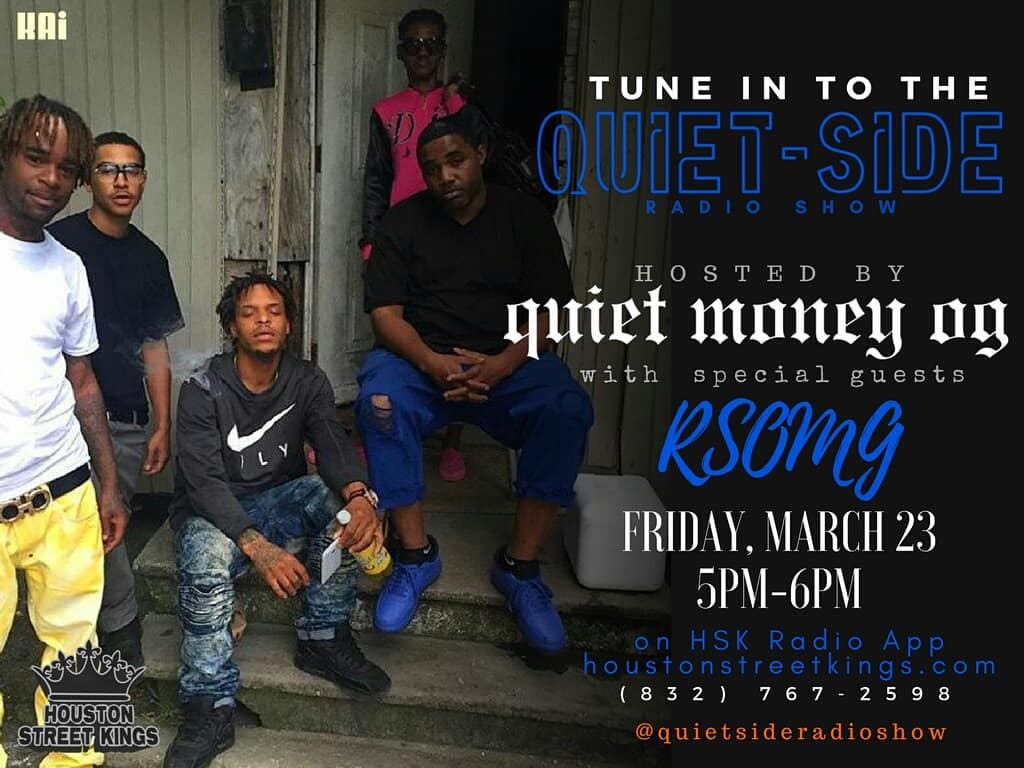 KAi
TUNE IN TO THE
QUIET-SIDE
RADIO SHOW
HOSTED BY
quiet money og
with special guests
RSOMG
FRIDAY, MARCH 23
5PM-6PM
on HSK Radio App
houstonstreetkings.com
(832) 767-2598
@quietsideradioshow
HOUSTON
STREET KINGS